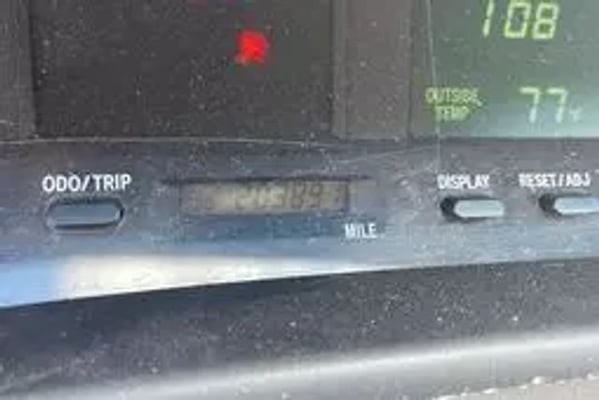 108
OUTSIDE
TEMP 77
ODO/TRIP
DISPLAY RESET/ADJ
MILE